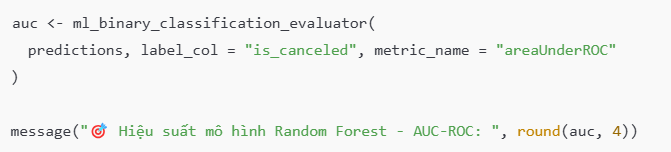 auc <- ml_binary_classification_evaluator(
  predictions, label_col = "is_canceled", metric_name = "areaUnderROC"
)
message("🎯 Hiệu suất mô hình Random Forest - AUC-ROC: ", round(auc, 4))